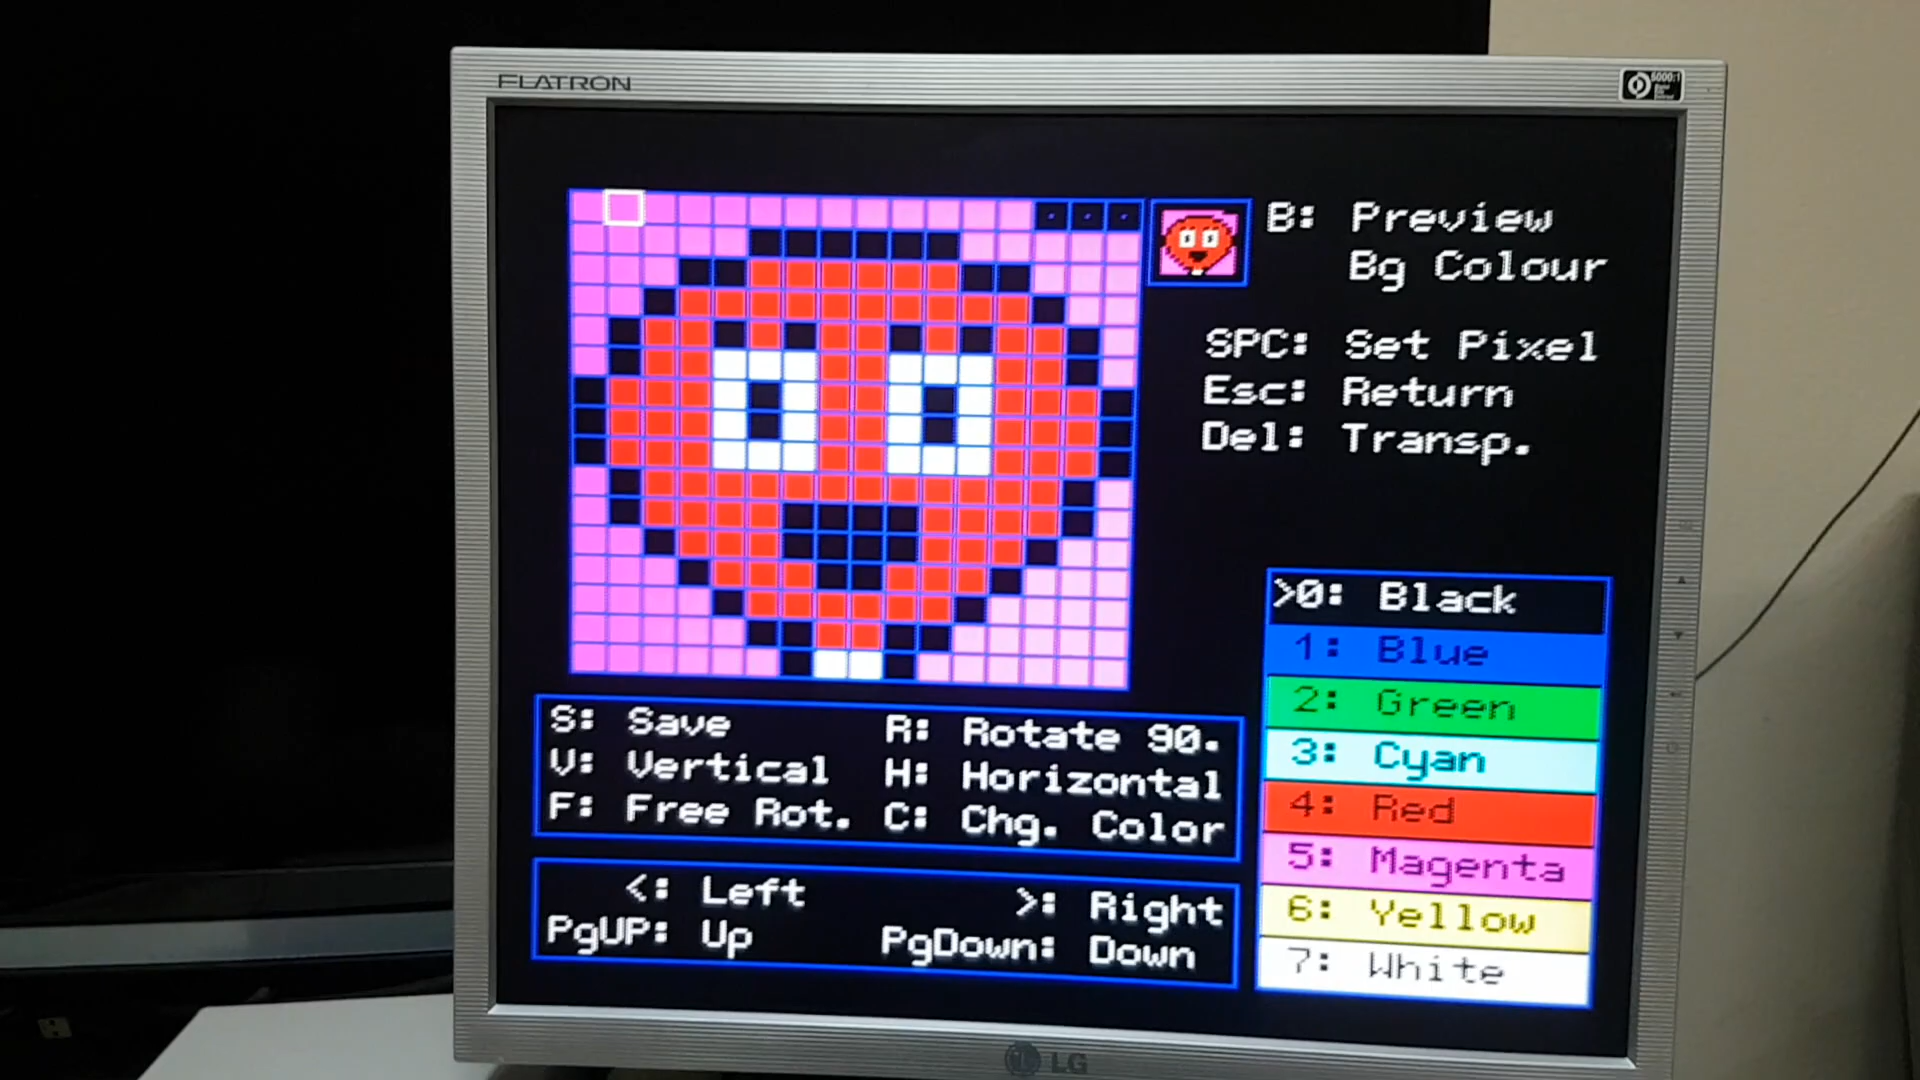 FLATRON
5000:1
B: Preview
Bg Colour
SPC: Set Pixel
Esc: Return
Del: Transp.
>0: Black
1: Blue
2: Green
3: Cyan
4: Red
5: Magenta
6: Yellow
7: White
S: Save R: Rotate 90.
V: Vertical H: Horizontal
F: Free Rot. C: Chg. Color
<: Left >: Right
PgUP: Up PgDown: Down
LG